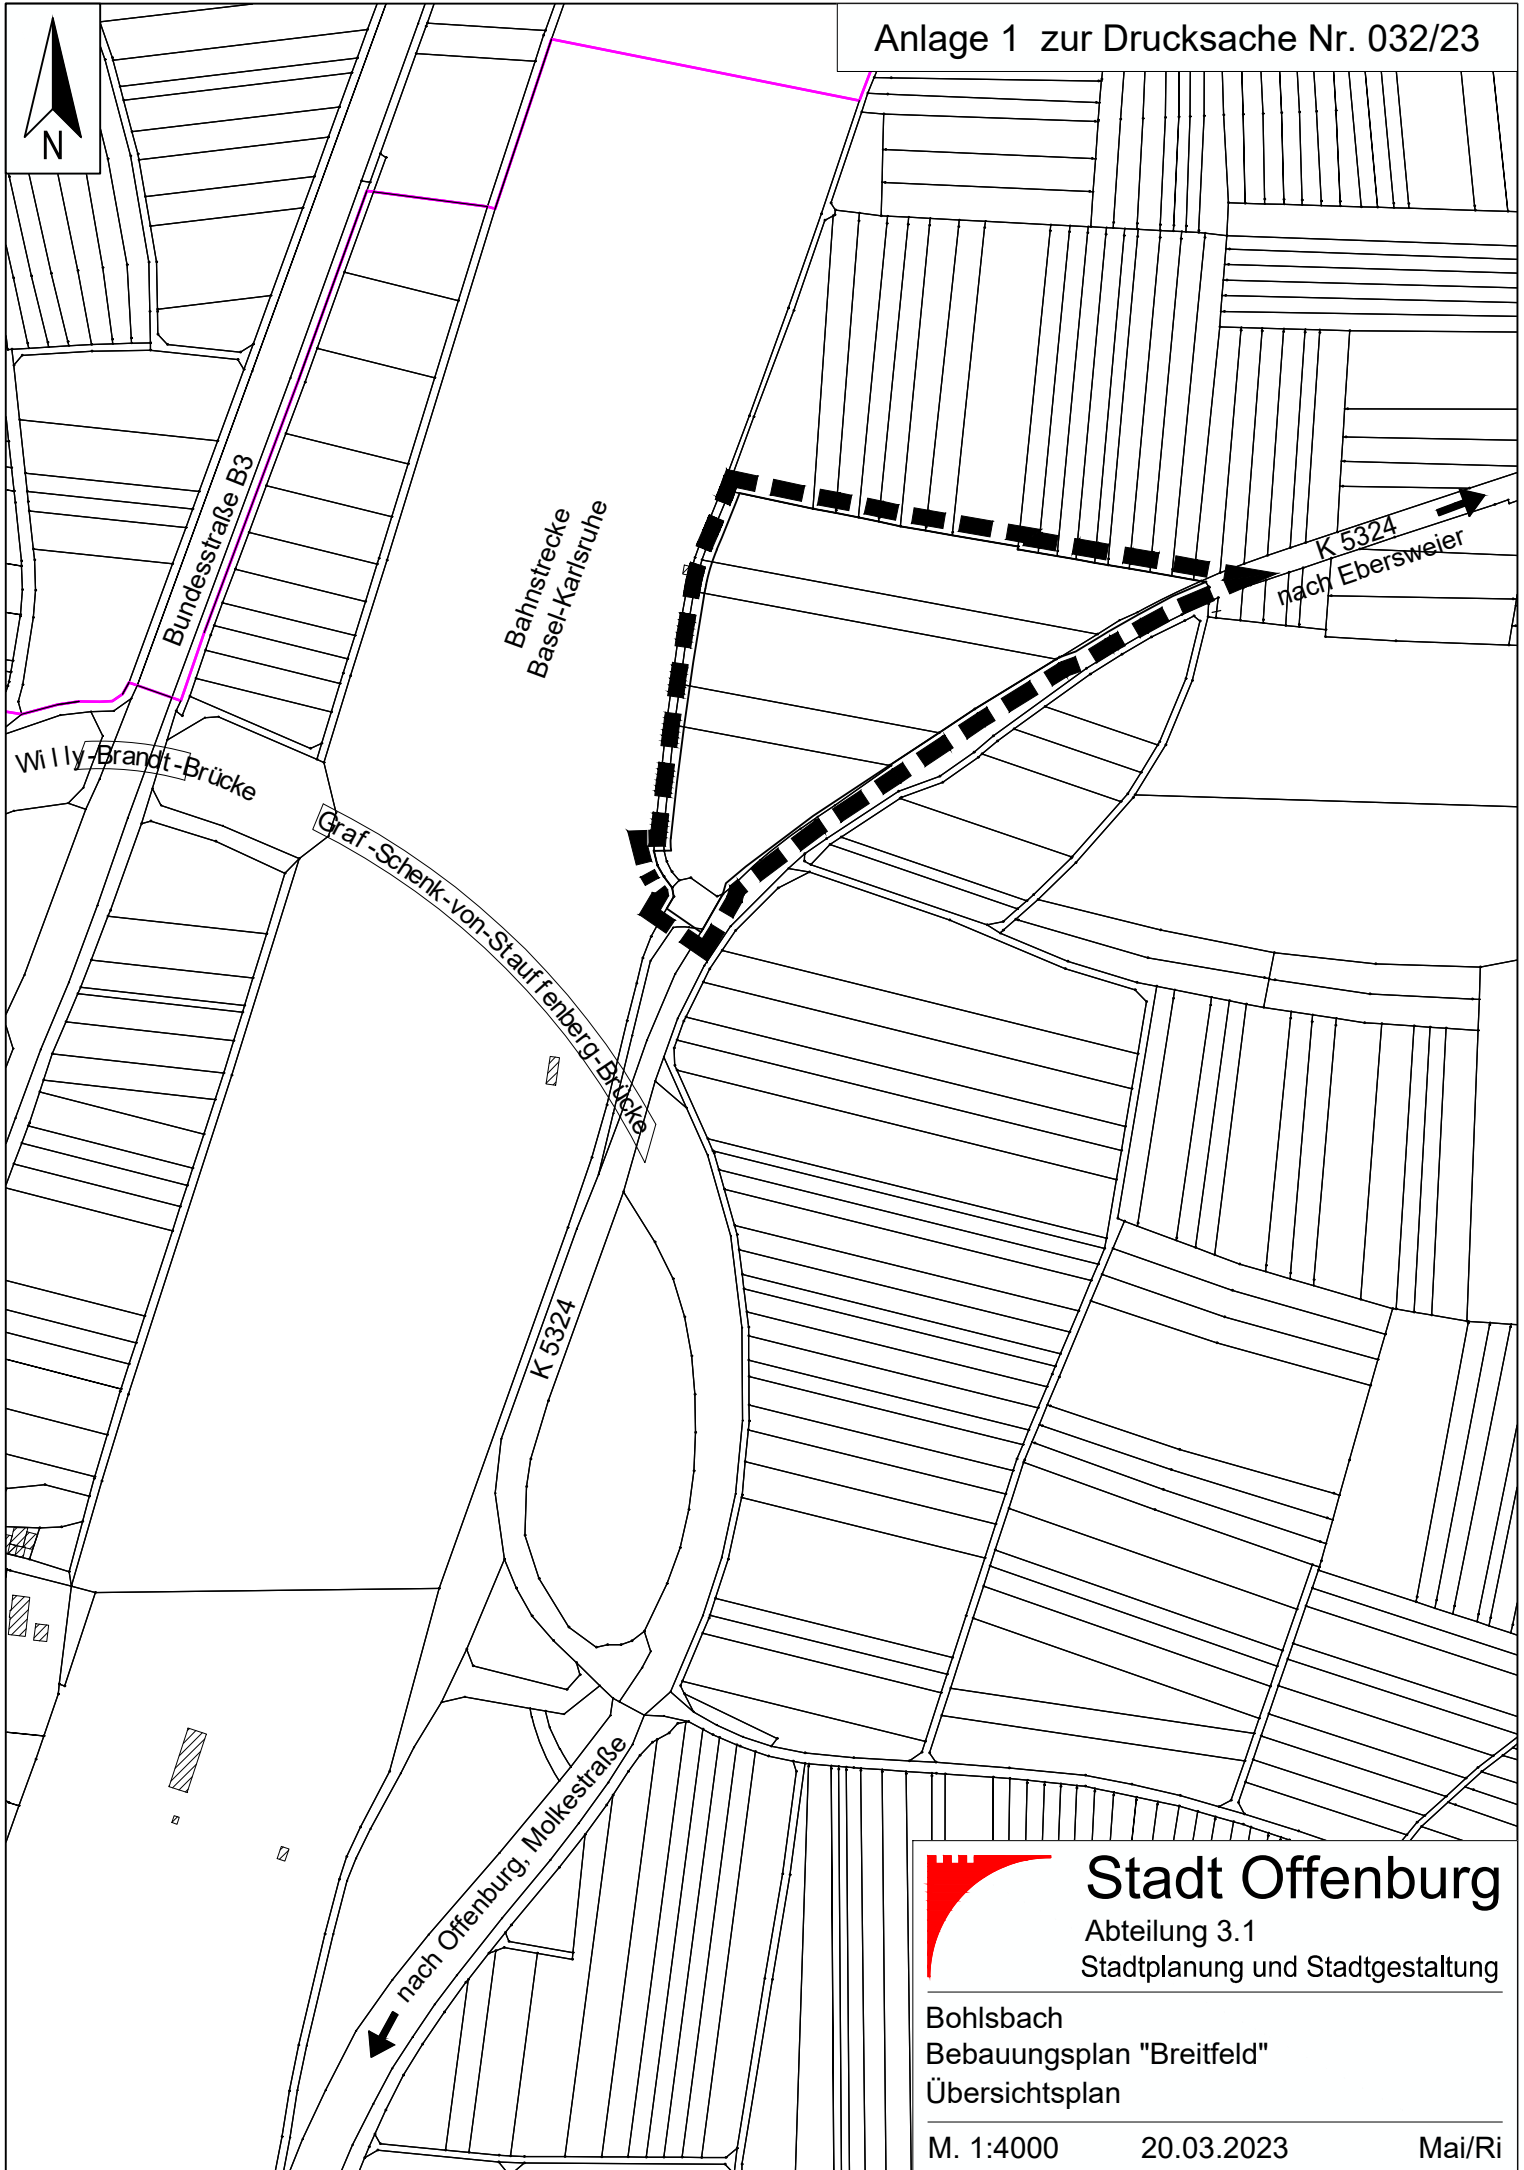 Anlage 1 zur Drucksache Nr. 032/23
N
Bundesstraße B3
Bahnstrecke
Basel-Karlsruhe
K 5324
nach Ebersweier
Willy-Brandt-Brücke
Graf-Schenk-von-Stauffenberg-Brücke
K 5324
nach Offenburg, Molkestraße
Stadt Offenburg
Abteilung 3.1
Stadtplanung und Stadtgestaltung
Bohlsbach
Bebauungsplan "Breitfeld"
Übersichtsplan
M. 1:4000 20.03.2023 Mai/Ri